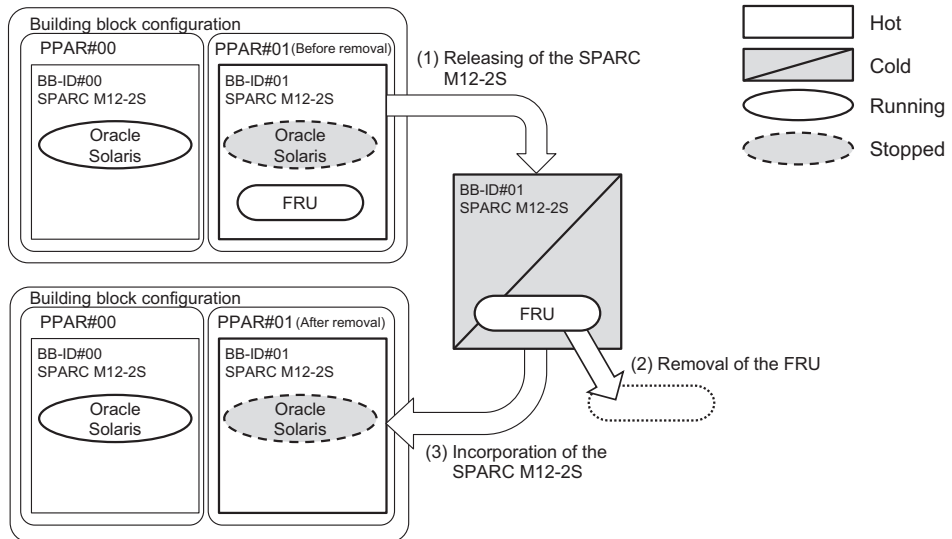 Building block configuration
PPAR#00
PPAR#01 (Before removal)
BB-ID#00
SPARC M12-2S
Oracle
Solaris
BB-ID#01
SPARC M12-2S
Oracle
Solaris
FRU
(1) Releasing of the SPARC
M12-2S
Hot
Cold
Running
Stopped
BB-ID#01
SPARC M12-2S
FRU
(2) Removal of the FRU
(3) Incorporation of the
SPARC M12-2S
Building block configuration
PPAR#00
PPAR#01 (After removal)
BB-ID#00
SPARC M12-2S
Oracle
Solaris
BB-ID#01
SPARC M12-2S
Oracle
Solaris